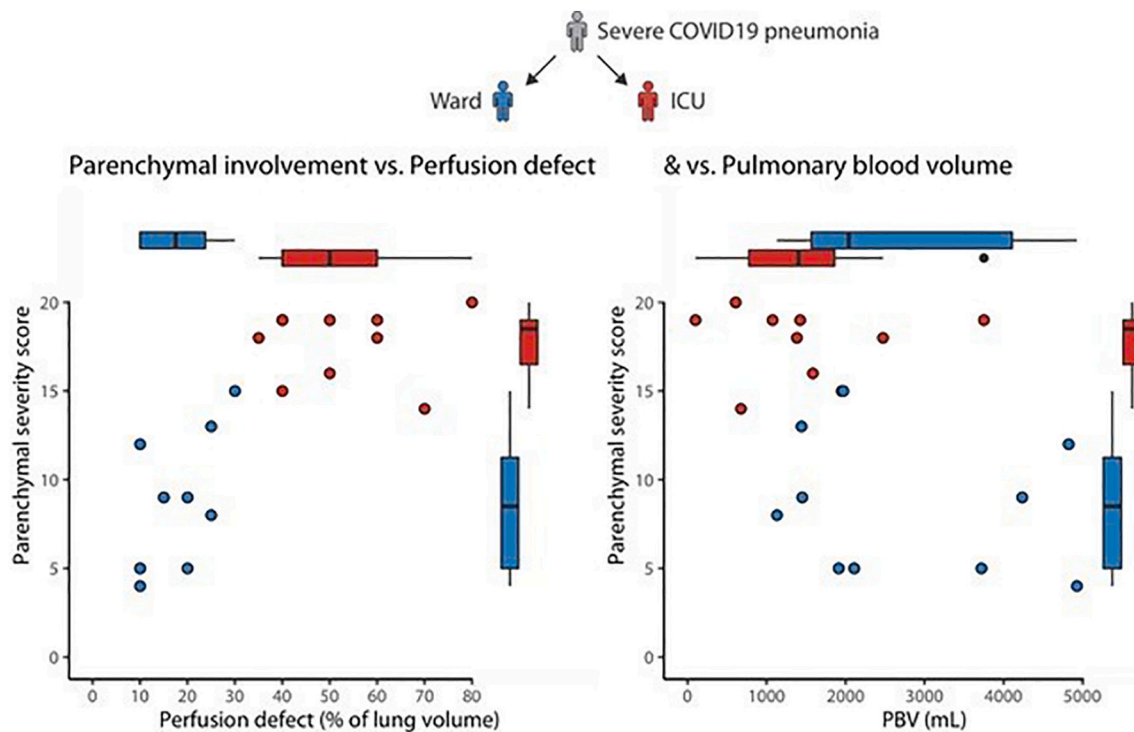 Severe COVID19 pneumonia
Ward
ICU
Parenchymal involvement vs. Perfusion defect
& vs. Pulmonary blood volume
Parenchymal severity score
20
15
10
5
0
0 10 20 30 40 50 60 70 80
Perfusion defect (% of lung volume)
Parenchymal severity score
20
15
10
5
0
0 1000 2000 3000 4000 5000
PBV (mL)